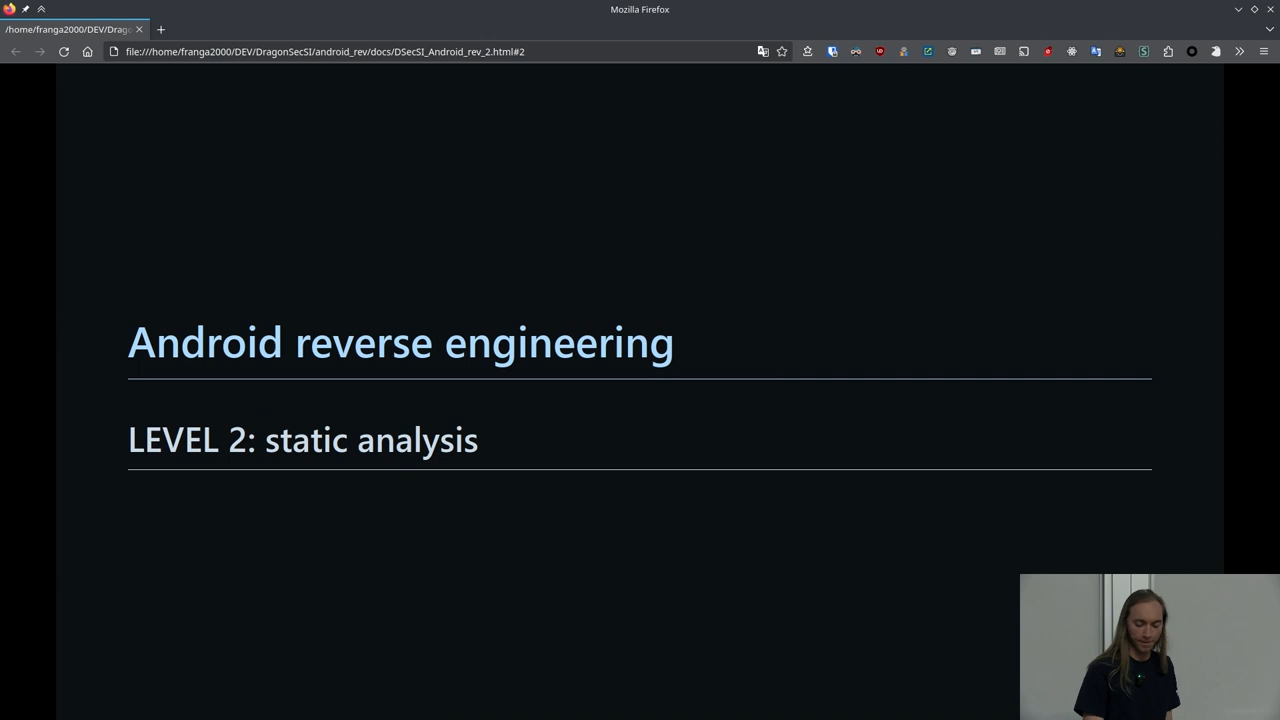 Mozilla Firefox
/home/franga2000/DEV/Drago
file:///home/franga2000/DEV/DragonSecSI/android_rev/docs/DSecSI_Android_rev_2.html#2
Android reverse engineering
LEVEL 2: static analysis